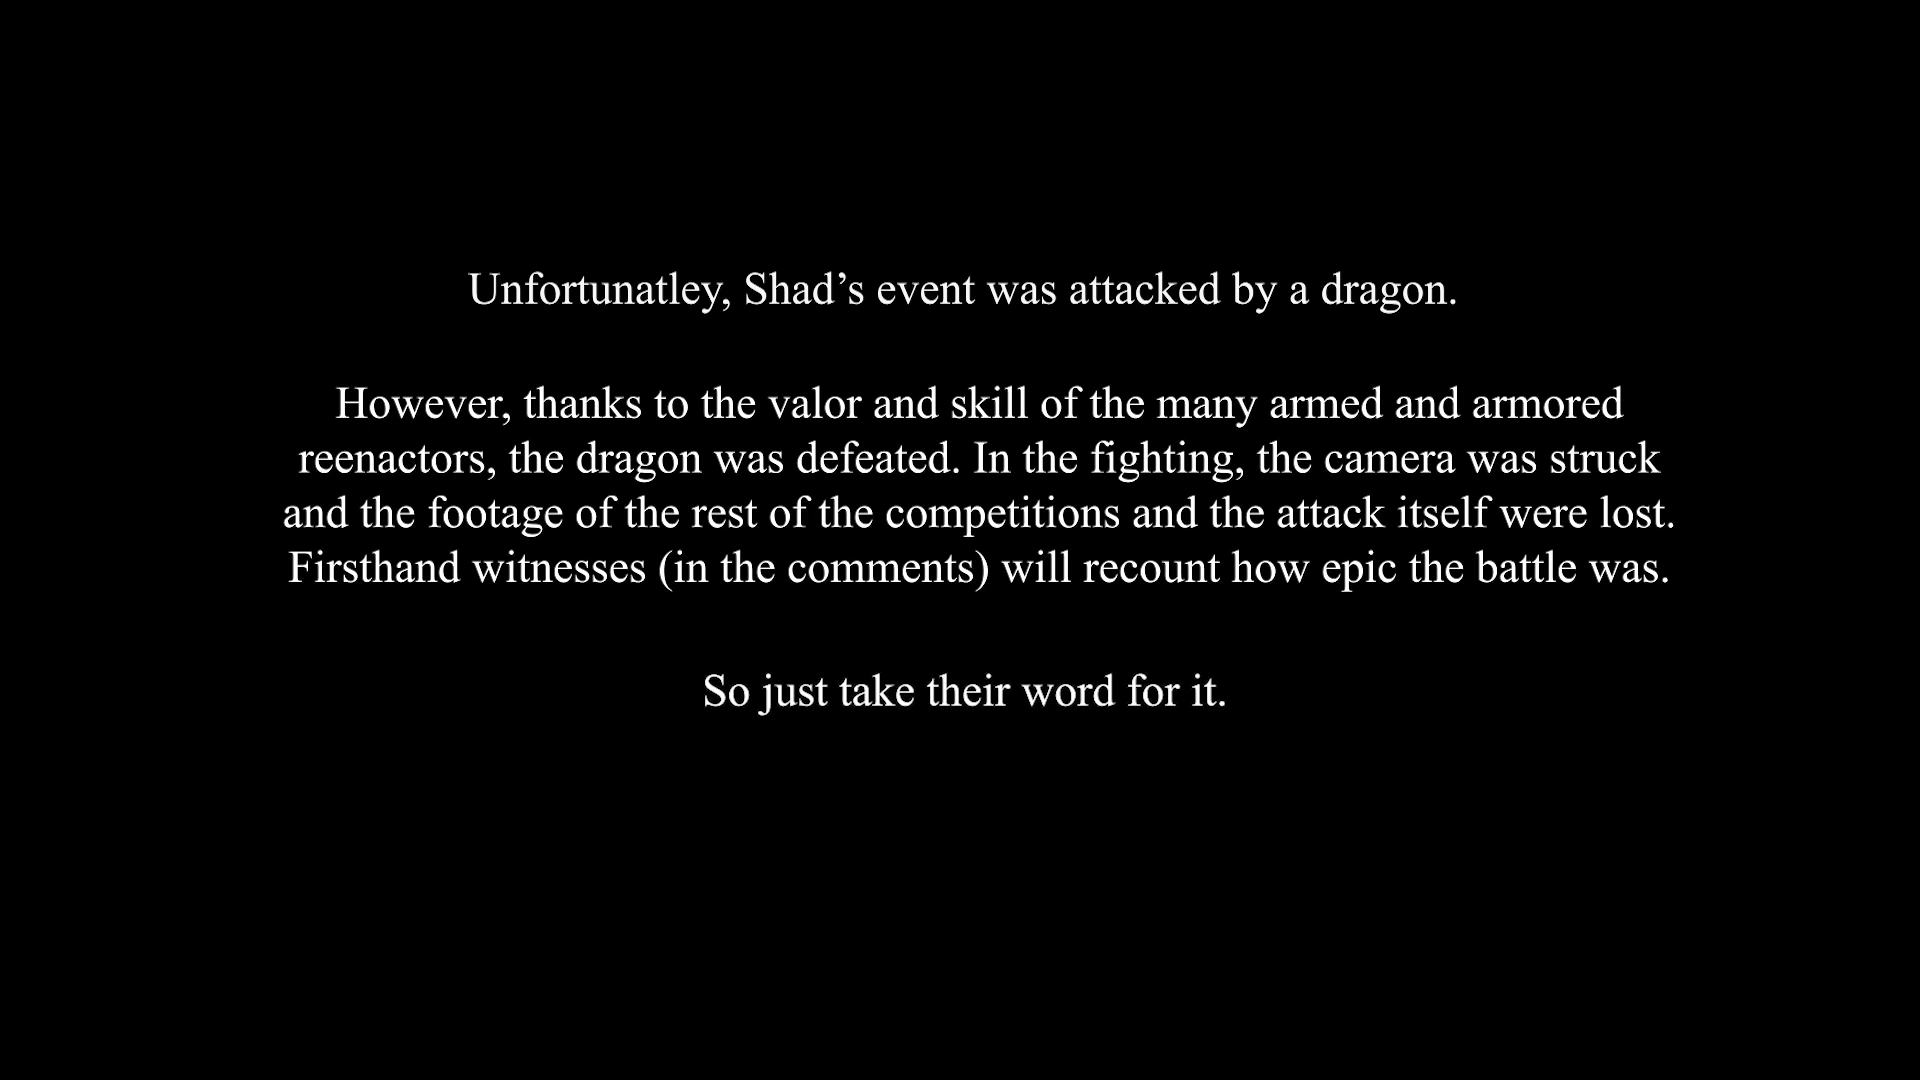 Unfortunatley, Shad’s event was attacked by a dragon.
However, thanks to the valor and skill of the many armed and armored
reenactors, the dragon was defeated. In the fighting, the camera was struck
and the footage of the rest of the competitions and the attack itself were lost.
Firsthand witnesses (in the comments) will recount how epic the battle was.
So just take their word for it.